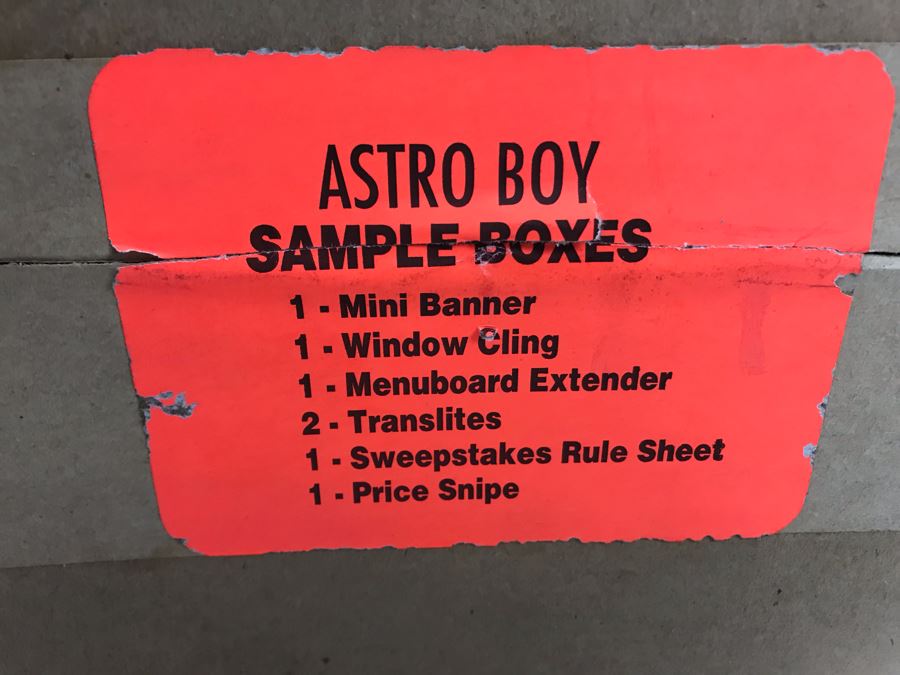 ASTRO BOY
SAMPLE BOXES
1 - Mini Banner
1 - Window Cling
1 - Menuboard Extender
2 - Translites
1 - Sweepstakes Rule Sheet
1 - Price Snipe